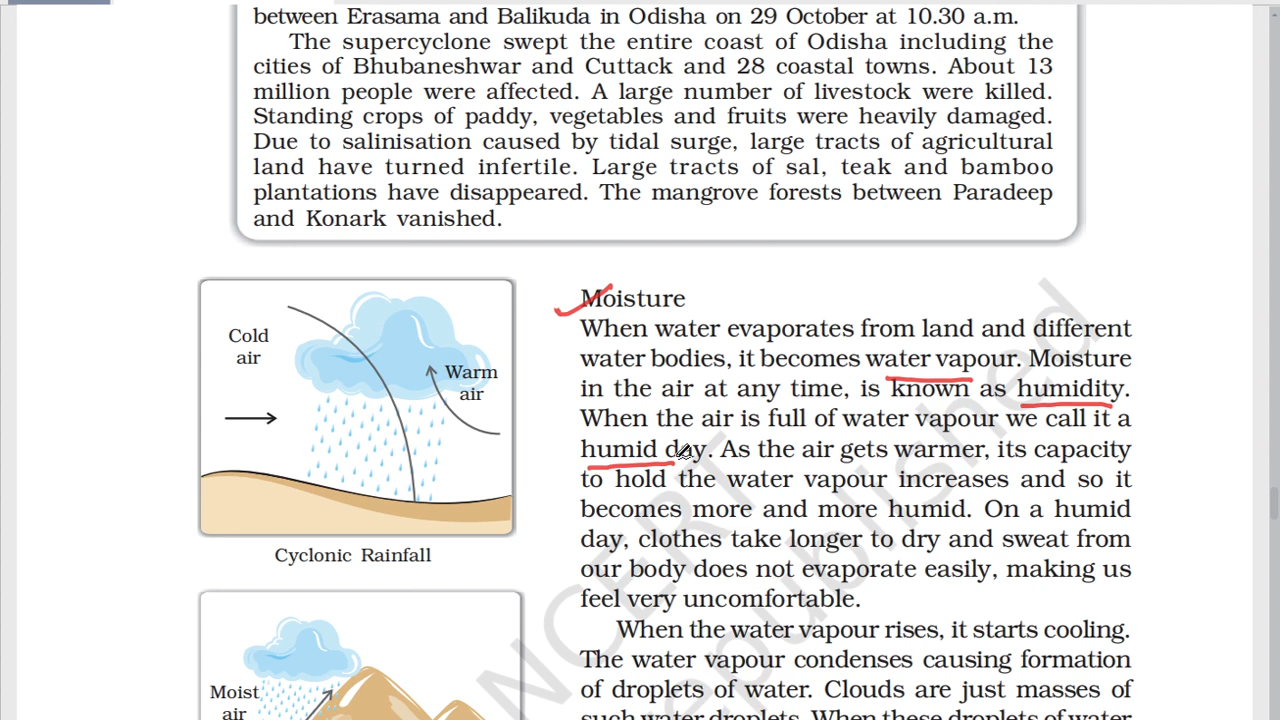 between Erasama and Balikuda in Odisha on 29 October at 10.30 a.m.
The supercyclone swept the entire coast of Odisha including the
cities of Bhubaneshwar and Cuttack and 28 coastal towns. About 13
million people were affected. A large number of livestock were killed.
Standing crops of paddy, vegetables and fruits were heavily damaged.
Due to salinisation caused by tidal surge, large tracts of agricultural
land have turned infertile. Large tracts of sal, teak and bamboo
plantations have disappeared. The mangrove forests between Paradeep
and Konark vanished.
Cold
air
Warm
air
Cyclonic Rainfall
Moist
air
Moisture
When water evaporates from land and different
water bodies, it becomes water vapour. Moisture
in the air at any time, is known as humidity.
When the air is full of water vapour we call it a
humid day. As the air gets warmer, its capacity
to hold the water vapour increases and so it
becomes more and more humid. On a humid
day, clothes take longer to dry and sweat from
our body does not evaporate easily, making us
feel very uncomfortable.
When the water vapour rises, it starts cooling.
The water vapour condenses causing formation
of droplets of water. Clouds are just masses of
such water droplets. When these droplets of water
NCERT
republished